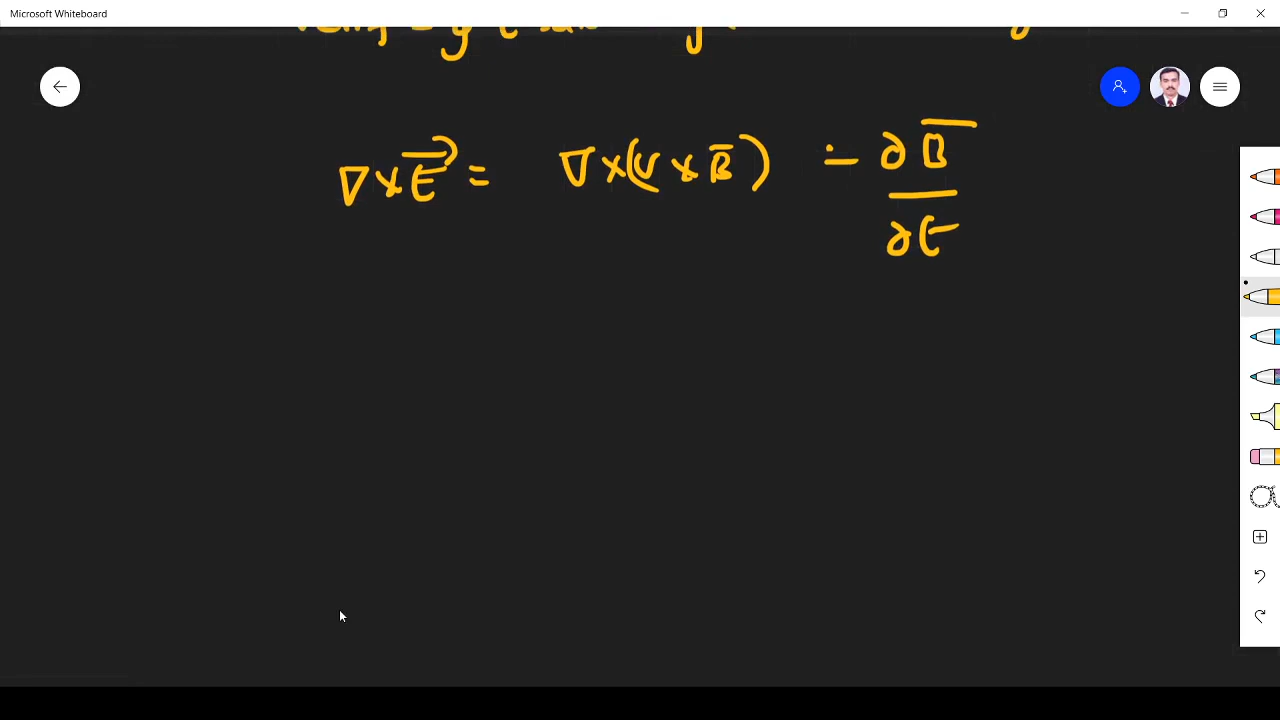 Microsoft Whiteboard
∇×E⃗ = ∇×(v×B̅) - ∂B̅/∂t